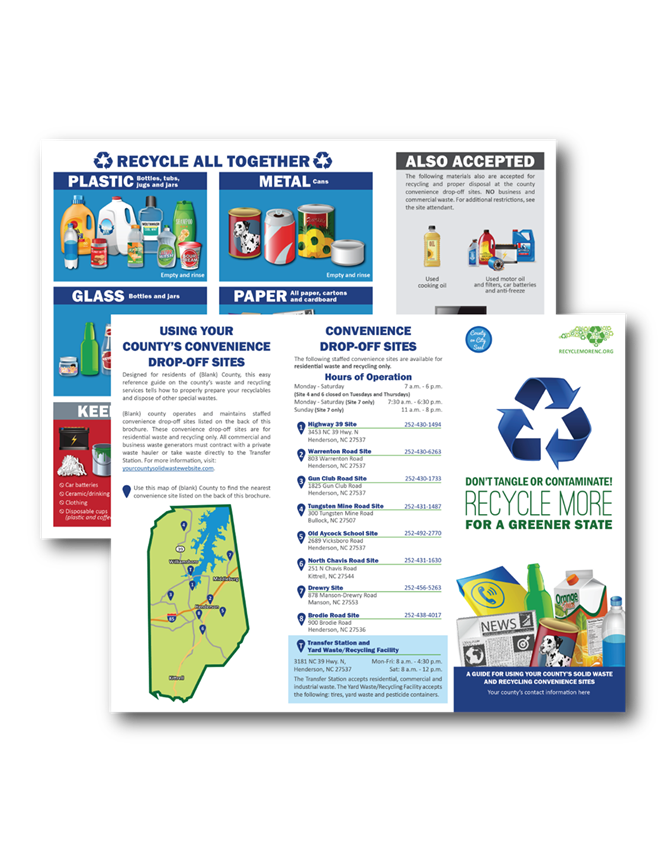 RECYCLE ALL TOGETHER
PLASTIC Bottles, tubs, jugs and jars
Empty and rinse
METAL Cans
Empty and rinse
GLASS Bottles and jars
PAPER All paper, cartons and cardboard
KEE
Car batteries
Ceramic/drinking
Clothing
Disposable cups
(plastic and coffe
ALSO ACCEPTED
The following materials also are accepted for
recycling and proper disposal at the county
convenience drop-off sites. NO business and
commercial waste. For additional restrictions, see
the site attendant.
Used
cooking oil
Used motor oil
and filters, car batteries
and anti-freeze
USING YOUR
COUNTY'S CONVENIENCE
DROP-OFF SITES
Designed for residents of (Blank) County, this easy
reference guide on the county's waste and recycling
services tells how to properly prepare your recyclables
and dispose of other special wastes.
(Blank) county operates and maintains staffed
convenience drop-off sites listed on the back of this
brochure. These convenience drop-off sites are for
residential waste and recycling only. All commercial and
business waste generators must contract with a private
waste hauler or take waste directly to the Transfer
Station. For more information, visit:
yourcountysolidwastewebsite.com.
Use this map of (blank) County to find the nearest
convenience site listed on the back of this brochure.
Williamsboro
Middleburg
Henderson
Kittrell
CONVENIENCE
DROP-OFF SITES
The following staffed convenience sites are available for
residential waste and recycling only.
Hours of Operation
Monday - Saturday 7 a.m. - 6 p.m.
(Site 4 and 6 closed on Tuesdays and Thursdays)
Monday - Saturday (Site 7 only) 7:30 a.m. - 6:30 p.m.
Sunday (Site 7 only) 11 a.m. - 8 p.m.
1 Highway 39 Site 252-430-1494
3453 NC 39 Hwy. N
Henderson, NC 27537
2 Warrenton Road Site 252-430-6263
803 Warrenton Road
Henderson, NC 27537
3 Gun Club Road Site 252-430-1733
1825 Gun Club Road
Henderson, NC 27537
4 Tungsten Mine Road Site 252-431-1487
300 Tungsten Mine Road
Bullock, NC 27507
5 Old Aycock School Site 252-492-2770
2689 Vicksboro Road
Henderson, NC 27537
6 North Chavis Road Site 252-431-1630
251 N Chavis Road
Kittrel, NC 27544
7 Drewry Site 252-456-5263
878 Manson-Drewry Road
Manson, NC 27553
8 Brodie Road Site 252-438-4017
900 Brodie Road
Henderson, NC 27536
T Transfer Station and
Yard Waste/Recycling Facility
3181 NC 39 Hwy. N, Mon-Fri: 8 a.m. - 4:30 p.m.
Henderson, NC 27537 Sat: 8 a.m. - 12 p.m.
The Transfer Station accepts residential, commercial and
industrial waste. The Yard Waste/Recycling Facility accepts
the following: tires, yard waste and pesticide containers.
County
or City
Seal
RECYCLEMORENC.ORG
DON'T TANGLE OR CONTAMINATE!
RECYCLE MORE
FOR A GREENER STATE
NEWS
Orange
A GUIDE FOR USING YOUR COUNTY'S SOLID WASTE
AND RECYCLING CONVENIENCE SITES
Your county's contact information here